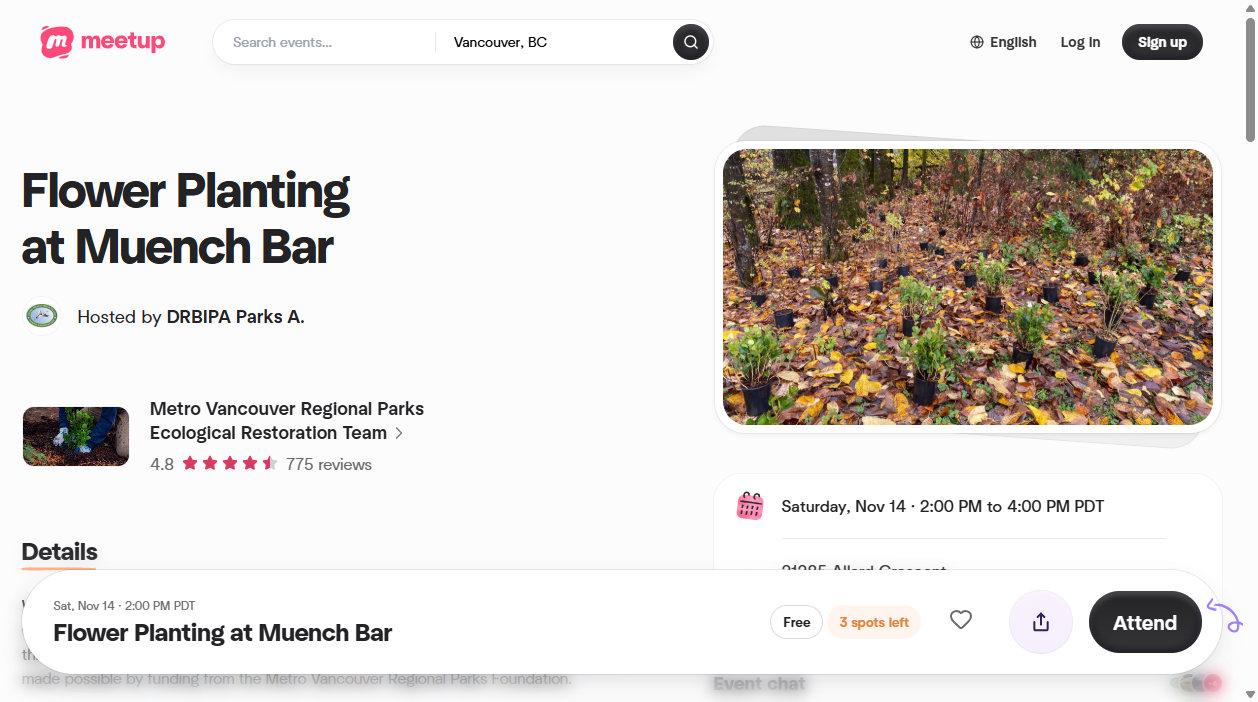 meetup
Search events...
Vancouver, BC
English
Log in
Sign up
Flower Planting
at Muench Bar
Hosted by DRBIPA Parks A.
Metro Vancouver Regional Parks
Ecological Restoration Team
4.8
775 reviews
Details
Saturday, Nov 14 · 2:00 PM to 4:00 PM PDT
21285 Allard Crescent
Sat, Nov 14 · 2:00 PM PDT
Flower Planting at Muench Bar
Free
3 spots left
Attend
made possible by funding from the Metro Vancouver Regional Parks Foundation.
Event chat